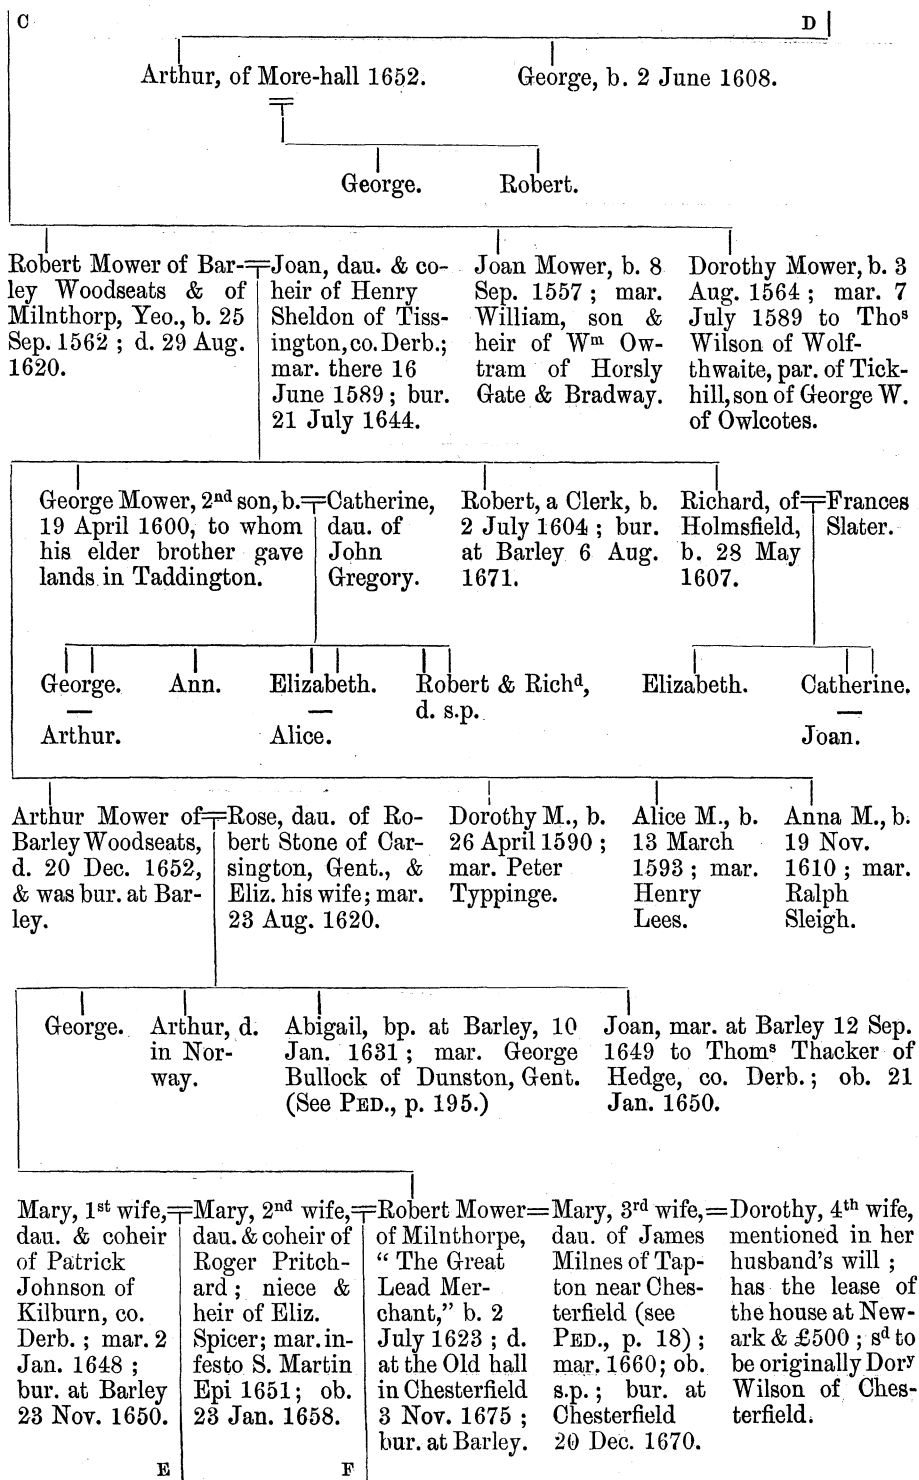 C
D
Arthur, of More-hall 1652.
George, b. 2 June 1608.
George.
Robert.
Robert Mower of Bar-
ley Woodseats & of
Milnthorp, Yeo., b. 25
Sep. 1562 ; d. 29 Aug.
1620.
Joan, dau. & co-
heir of Henry
Sheldon of Tiss-
ington, co. Derb.;
mar. there 16
June 1589 ; bur.
21 July 1644.
Joan Mower, b. 8
Sep. 1557 ; mar.
William, son &
heir of Wᵐ Ow-
tram of Horsly
Gate & Bradway.
Dorothy Mower, b. 3
Aug. 1564 ; mar. 7
July 1589 to Thoˢ
Wilson of Wolf-
thwaite, par. of Tick-
hill, son of George W.
of Owlcotes.
George Mower, 2ⁿᵈ son, b.
19 April 1600, to whom
his elder brother gave
lands in Taddington.
Catherine,
dau. of
John
Gregory.
Robert, a Clerk, b.
2 July 1604 ; bur.
at Barley 6 Aug.
1671.
Richard, of
Holmsfield,
b. 28 May
1607.
Frances
Slater.
George.
Arthur.
Ann.
Elizabeth.
Alice.
Robert & Richᵈ,
d. s.p.
Elizabeth.
Catherine.
Joan.
Arthur Mower of
Barley Woodseats,
d. 20 Dec. 1652,
& was bur. at Bar-
ley.
Rose, dau. of Ro-
bert Stone of Car-
sington, Gent., &
Eliz. his wife; mar.
23 Aug. 1620.
Dorothy M., b.
26 April 1590 ;
mar. Peter
Typpinge.
Alice M., b.
13 March
1593 ; mar.
Henry
Lees.
Anna M., b.
19 Nov.
1610 ; mar.
Ralph
Sleigh.
George.
Arthur, d.
in Nor-
way.
Abigail, bp. at Barley, 10
Jan. 1631 ; mar. George
Bullock of Dunston, Gent.
(See PED., p. 195.)
Joan, mar. at Barley 12 Sep.
1649 to Thomˢ Thacker of
Hedge, co. Derb. ; ob. 21
Jan. 1650.
Mary, 1ˢᵗ wife,
dau. & coheir
of Patrick
Johnson of
Kilburn, co.
Derb. ; mar. 2
Jan. 1648 ;
bur. at Barley
23 Nov. 1650.
Mary, 2ⁿᵈ wife,
dau. & coheir of
Roger Pritch-
ard ; niece &
heir of Eliz.
Spicer; mar. in-
festo S. Martin
Epi 1651; ob.
23 Jan. 1658.
Robert Mower
of Milnthorpe,
“ The Great
Lead Mer-
chant,” b. 2
July 1623 ; d.
at the Old hall
in Chesterfield
3 Nov. 1675 ;
bur. at Barley.
Mary, 3ʳᵈ wife,
dau. of James
Milnes of Tap-
ton near Ches-
terfield (see
PED., p. 18) ;
mar. 1660; ob.
s.p. ; bur. at
Chesterfield
20 Dec. 1670.
Dorothy, 4ᵗʰ wife,
mentioned in her
husband's will ;
has the lease of
the house at New-
ark & £500 ; sᵈ to
be originally Dorʸ
Wilson of Ches-
terfield.
E
F